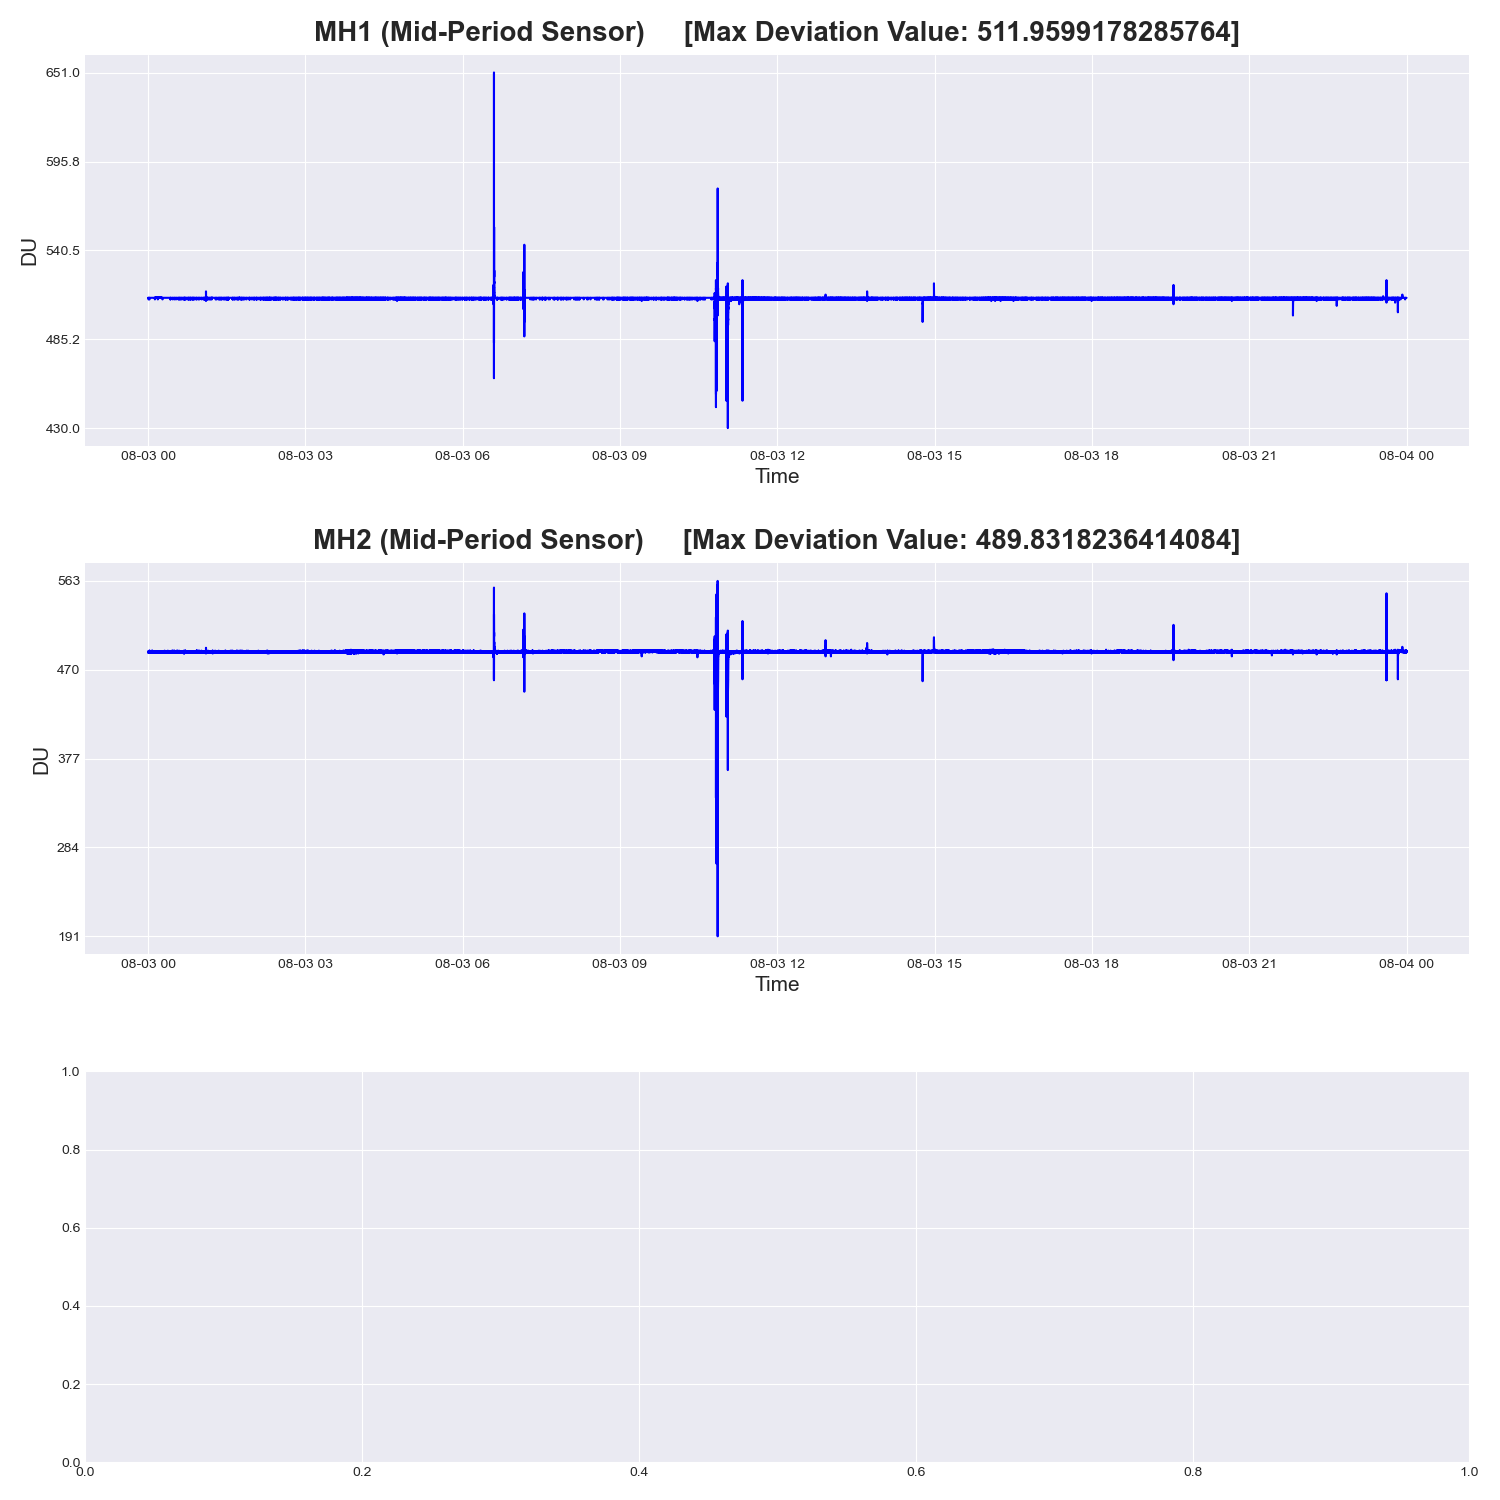 MH1 (Mid-Period Sensor) [Max Deviation Value: 511.9599178285764]
651.0
595.8
540.5
485.2
430.0
DU
08-03 00 08-03 03 08-03 06 08-03 09 08-03 12 08-03 15 08-03 18 08-03 21 08-04 00
Time
MH2 (Mid-Period Sensor) [Max Deviation Value: 489.8318236414084]
563
470
377
284
191
DU
08-03 00 08-03 03 08-03 06 08-03 09 08-03 12 08-03 15 08-03 18 08-03 21 08-04 00
Time
1.0
0.8
0.6
0.4
0.2
0.0
0.0 0.2 0.4 0.6 0.8 1.0